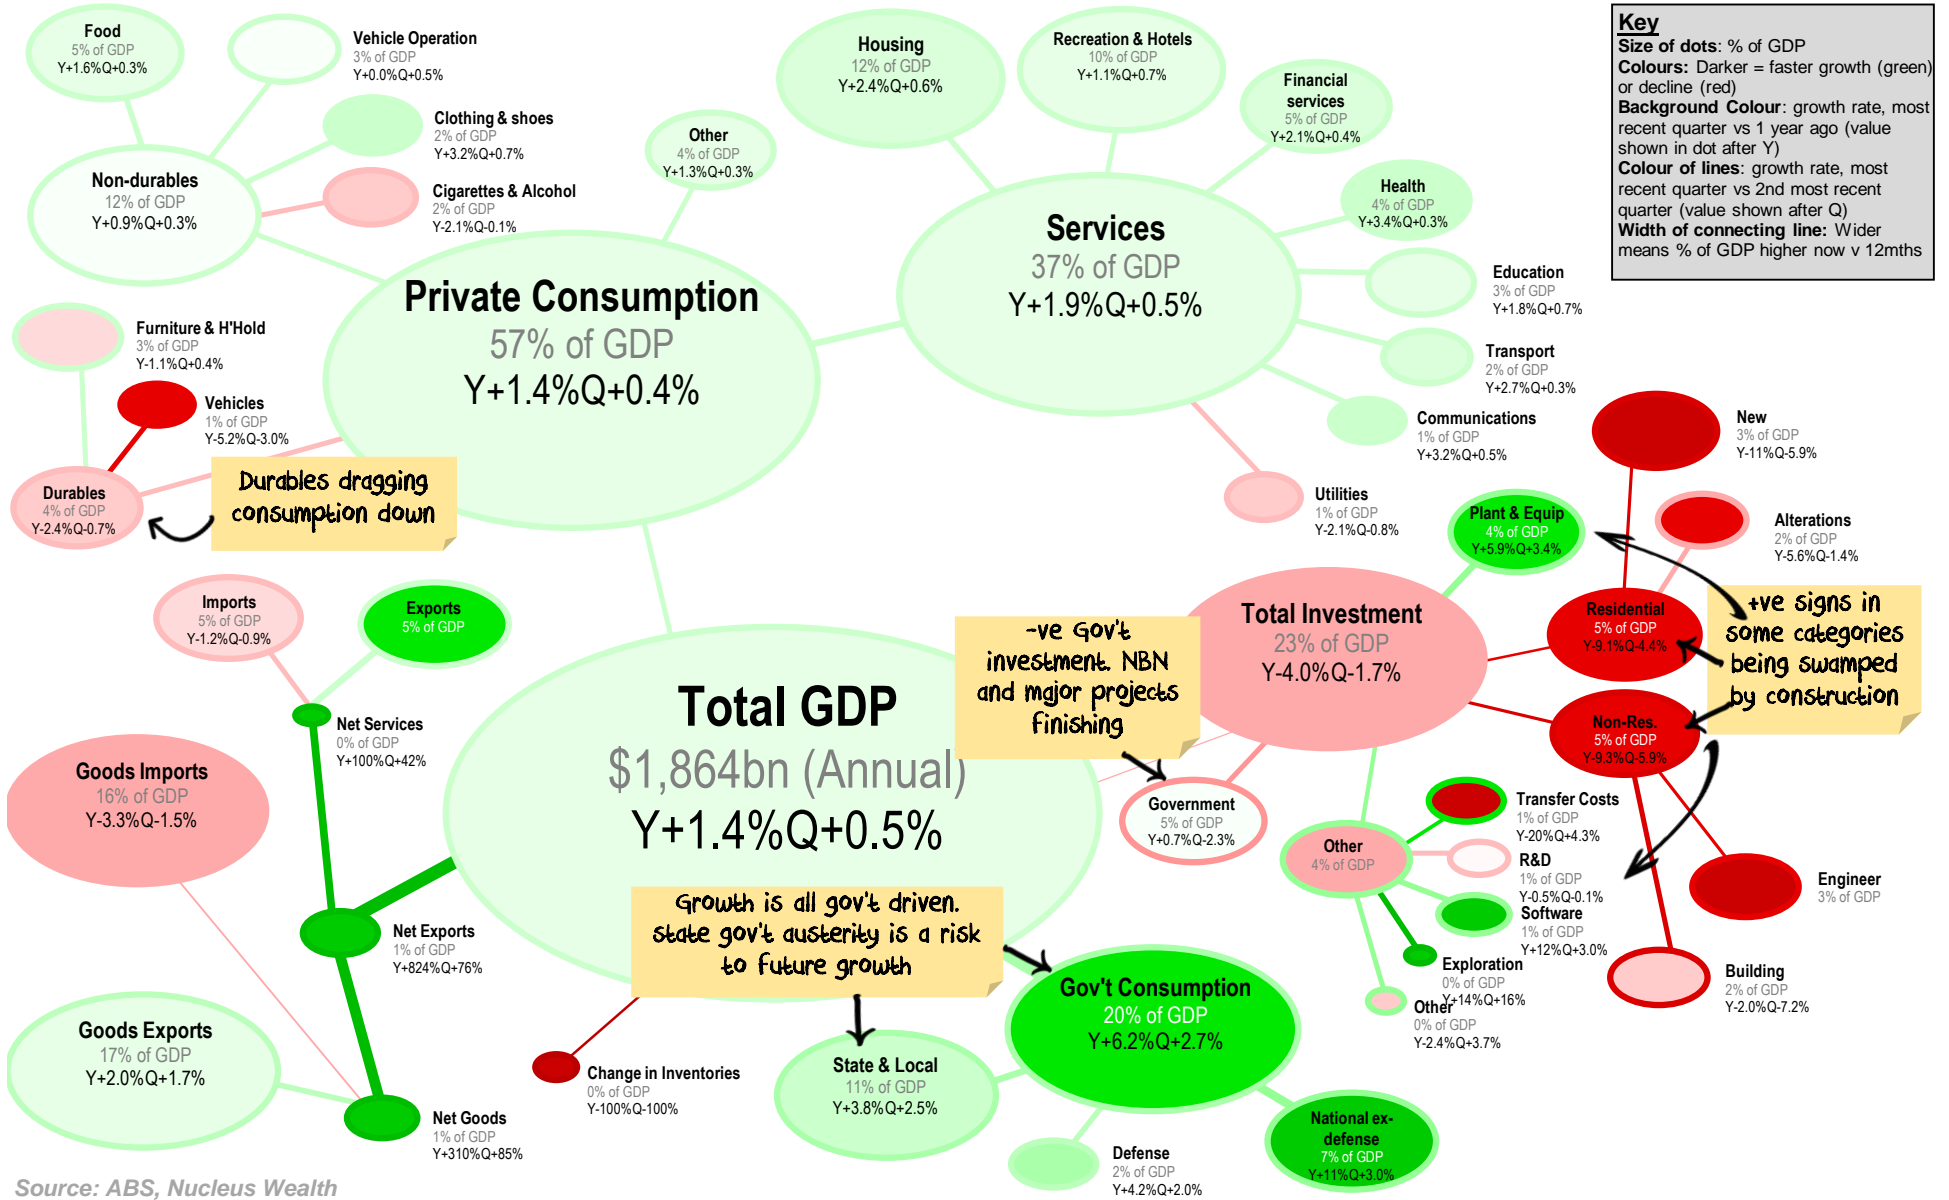 Food
5% of GDP
Y+1.6%Q+0.3%
Vehicle Operation
3% of GDP
Y+0.0%Q+0.5%
Clothing & shoes
2% of GDP
Y+3.2%Q+0.7%
Non-durables
12% of GDP
Y+0.9%Q+0.3%
Cigarettes & Alcohol
2% of GDP
Y-2.1%Q-0.1%
Other
4% of GDP
Y+1.3%Q+0.3%
Housing
12% of GDP
Y+2.4%Q+0.6%
Recreation & Hotels
10% of GDP
Y+1.1%Q+0.7%
Financial
services
5% of GDP
Y+2.1%Q+0.4%
Health
4% of GDP
Y+3.4%Q+0.3%
Key
Size of dots: % of GDP
Colours: Darker = faster growth (green)
or decline (red)
Background Colour: growth rate, most
recent quarter vs 1 year ago (value
shown in dot after Y)
Colour of lines: growth rate, most
recent quarter vs 2nd most recent
quarter (value shown after Q)
Width of connecting line: Wider
means % of GDP higher now v 12mths
Private Consumption
57% of GDP
Y+1.4%Q+0.4%
Services
37% of GDP
Y+1.9%Q+0.5%
Education
3% of GDP
Y+1.8%Q+0.7%
Transport
2% of GDP
Y+2.7%Q+0.3%
Communications
1% of GDP
Y+3.2%Q+0.5%
Utilities
1% of GDP
Y-2.1%Q-0.8%
Furniture & H'Hold
3% of GDP
Y-1.1%Q+0.4%
Vehicles
1% of GDP
Y-5.2%Q-3.0%
Durables
4% of GDP
Y-2.4%Q-0.7%
Durables dragging
consumption down
New
3% of GDP
Y-11%Q-5.9%
Plant & Equip
4% of GDP
Y+5.9%Q+3.4%
Alterations
2% of GDP
Y-5.6%Q-1.4%
Imports
5% of GDP
Y-1.2%Q-0.9%
Exports
5% of GDP
Total Investment
23% of GDP
Y-4.0%Q-1.7%
Residential
5% of GDP
Y-9.1%Q-4.4%
+ve signs in
some categories
being swamped
by construction
-ve Gov't
investment. NBN
and major projects
finishing
Total GDP
$1,864bn (Annual)
Y+1.4%Q+0.5%
Net Services
0% of GDP
Y+100%Q+42%
Goods Imports
16% of GDP
Y-3.3%Q-1.5%
Non-Res.
5% of GDP
Y-9.3%Q-5.9%
Government
5% of GDP
Y+0.7%Q-2.3%
Other
4% of GDP
Transfer Costs
1% of GDP
Y-20%Q+4.3%
R&D
1% of GDP
Y-0.5%Q-0.1%
Software
1% of GDP
Y+12%Q+3.0%
Engineer
3% of GDP
Exploration
0% of GDP
Y+14%Q+16%
Other
0% of GDP
Y-2.4%Q+3.7%
Building
2% of GDP
Y-2.0%Q-7.2%
Net Exports
1% of GDP
Y+824%Q+76%
Growth is all gov't driven.
state gov't austerity is a risk
to future growth
Gov't Consumption
20% of GDP
Y+6.2%Q+2.7%
Goods Exports
17% of GDP
Y+2.0%Q+1.7%
Change in Inventories
0% of GDP
Y-100%Q-100%
State & Local
11% of GDP
Y+3.8%Q+2.5%
Net Goods
1% of GDP
Y+310%Q+85%
Defense
2% of GDP
Y+4.2%Q+2.0%
National ex-
defense
7% of GDP
Y+11%Q+3.0%
Source: ABS, Nucleus Wealth